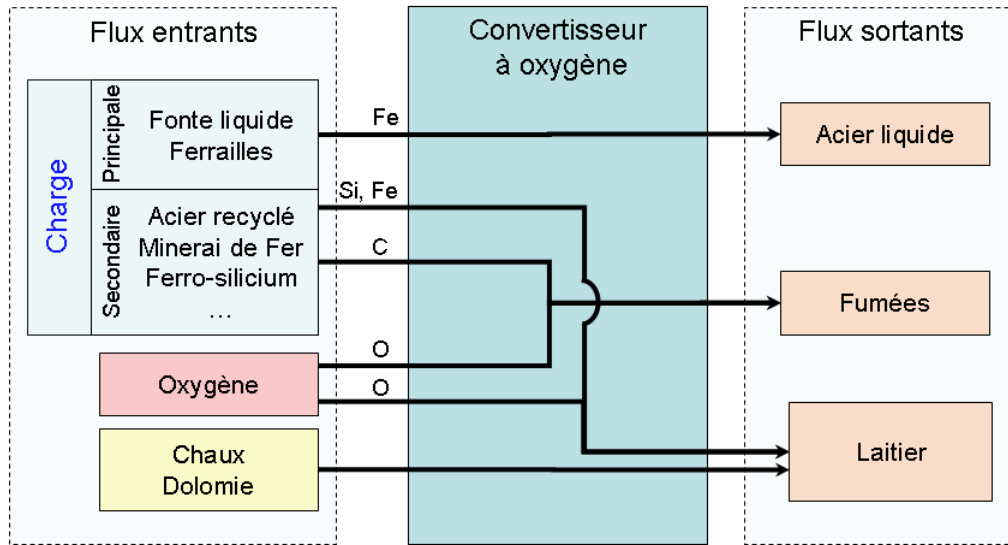 Flux entrants
Charge
Principale
Fonte liquide
Ferrailles
Secondaire
Acier recyclé
Minerai de Fer
Ferro-silicium
…
Oxygène
Chaux
Dolomie
Fe
Si, Fe
C
O
O
Convertisseur
à oxygène
Flux sortants
Acier liquide
Fumées
Laitier